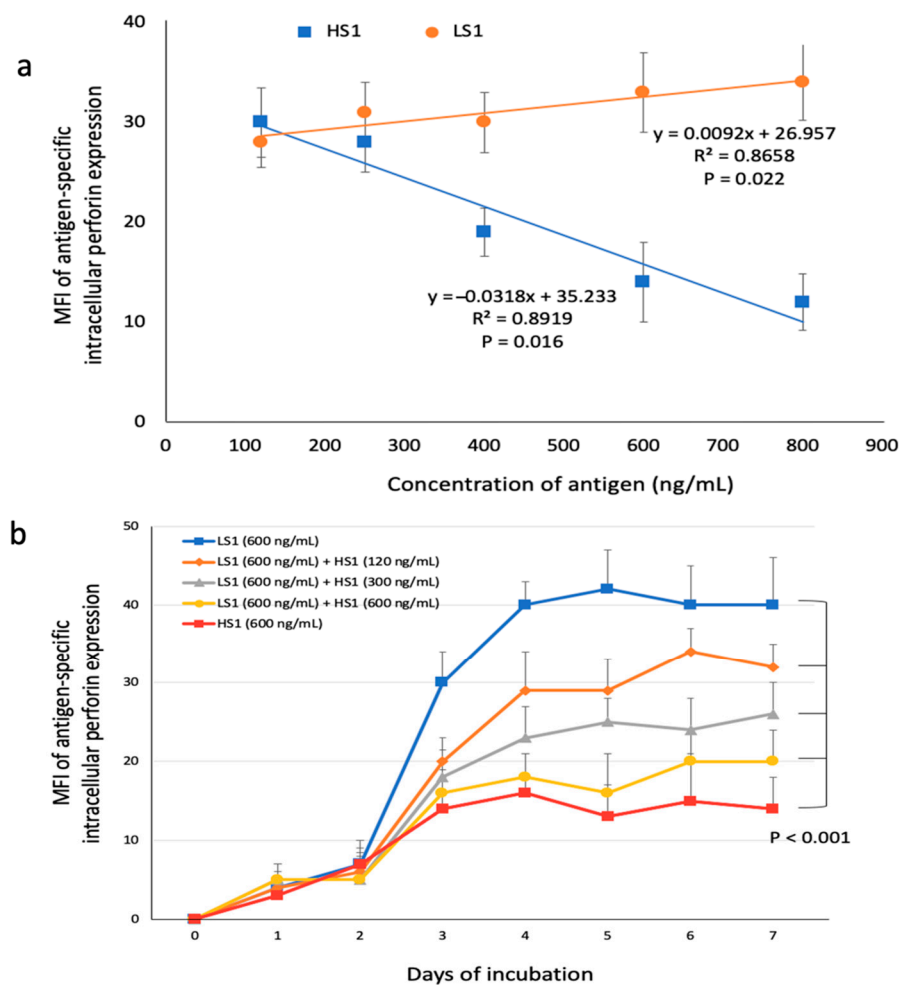 a
MFI of antigen-specific
intracellular perforin expression
40
30
20
10
0
HS1
LS1
y = 0.0092x + 26.957
R² = 0.8658
P = 0.022
y = –0.0318x + 35.233
R² = 0.8919
P = 0.016
0 100 200 300 400 500 600 700 800 900
Concentration of antigen (ng/mL)
b
MFI of antigen-specific
intracellular perforin expression
50
40
30
20
10
0
LS1 (600 ng/mL)
LS1 (600 ng/mL) + HS1 (120 ng/mL)
LS1 (600 ng/mL) + HS1 (300 ng/mL)
LS1 (600 ng/mL) + HS1 (600 ng/mL)
HS1 (600 ng/mL)
P < 0.001
0 1 2 3 4 5 6 7
Days of incubation